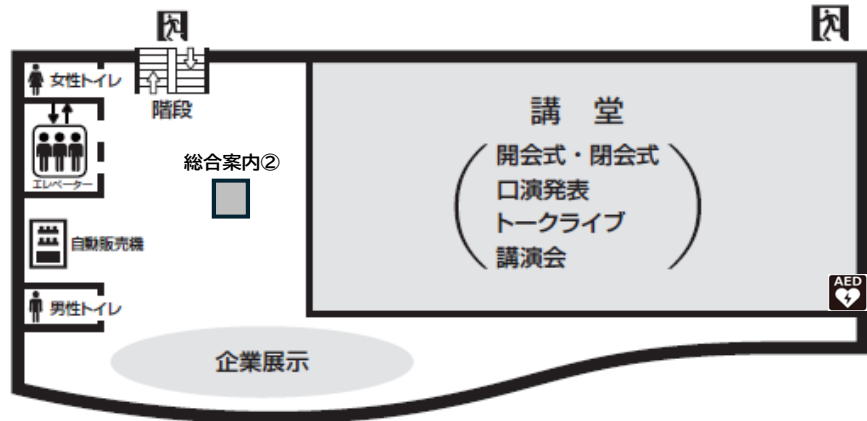 女性トイレ
階段
エレベーター
総合案内②
自動販売機
男性トイレ
企業展示
講 堂
開会式・閉会式
口演発表
トークライブ
講演会
AED